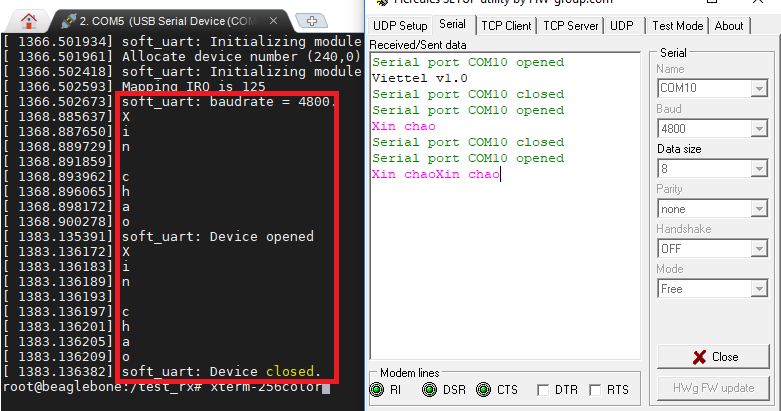 2. COM5 (USB Serial Device (COM
[ 1366.501934] soft_uart: Initializing module
[ 1366.501961] Allocate device number (240,0)
[ 1366.502418] soft_uart: Initializing module
[ 1366.502593] Mapping IRQ is 125
[ 1366.502673] soft_uart: baudrate = 4800.
[ 1368.885637] X
[ 1368.887650] i
[ 1368.889729] n
[ 1368.891859]
[ 1368.893962] c
[ 1368.896065] h
[ 1368.898172] a
[ 1368.900278] o
[ 1383.135391] soft_uart: Device opened
[ 1383.136172] X
[ 1383.136183] i
[ 1383.136189] n
[ 1383.136193]
[ 1383.136197] c
[ 1383.136201] h
[ 1383.136205] a
[ 1383.136209] o
[ 1383.136382] soft_uart: Device closed.
root@beaglebone:/test_rx# xterm-256color
UDP Setup Serial TCP Client TCP Server UDP Test Mode About
Received/Sent data
Serial port COM10 opened
Viettel v1.0
Serial port COM10 closed
Serial port COM10 opened
Xin chao
Serial port COM10 closed
Serial port COM10 opened
Xin chaoXin chao
Serial
Name
COM10
Baud
4800
Data size
8
Parity
none
Handshake
OFF
Mode
Free
Close
HWg FW update
Modem lines
RI DSR CTS DTR RTS